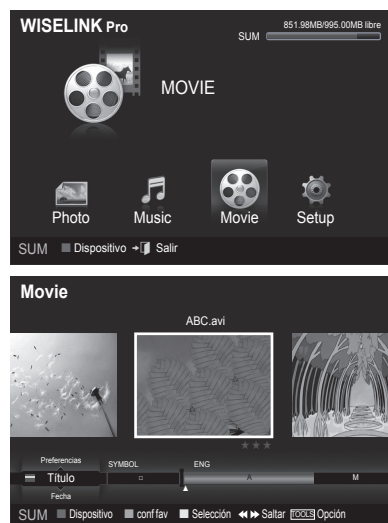 WISELINK Pro
851.98MB/995.00MB libre
SUM
MOVIE
Photo Music Movie Setup
SUM Dispositivo Salir
Movie
ABC.avi
Preferencias
SYMBOL ENG
Título A M
Fecha
SUM Dispositivo conf fav Selección Saltar TOOLS Opción